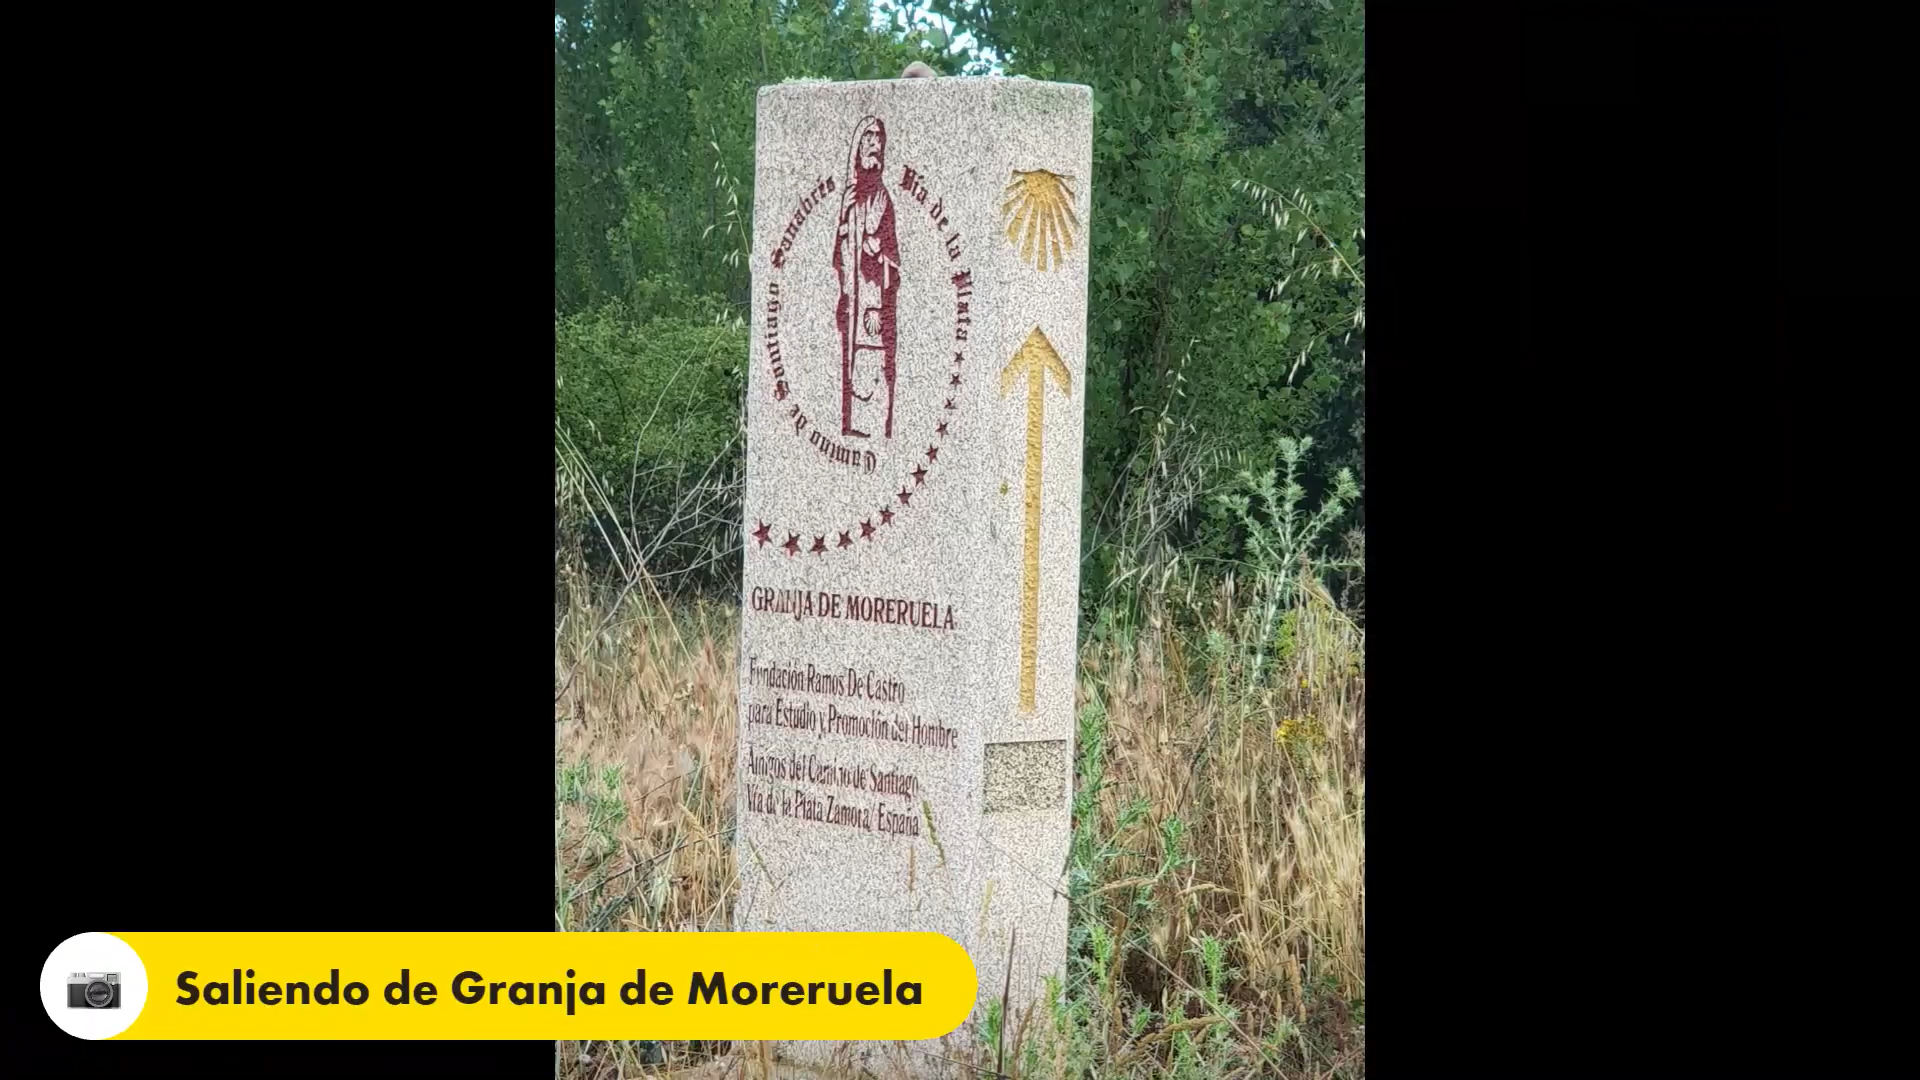 Vía de la Plata
Camino de Santiago Sanabrés
GRANJA DE MORERUELA
Fundación Ramos De Castro
para Estudio y Promoción del Hombre
Amigos del Camino de Santiago
Vía de la Plata Zamora/ España
Saliendo de Granja de Moreruela